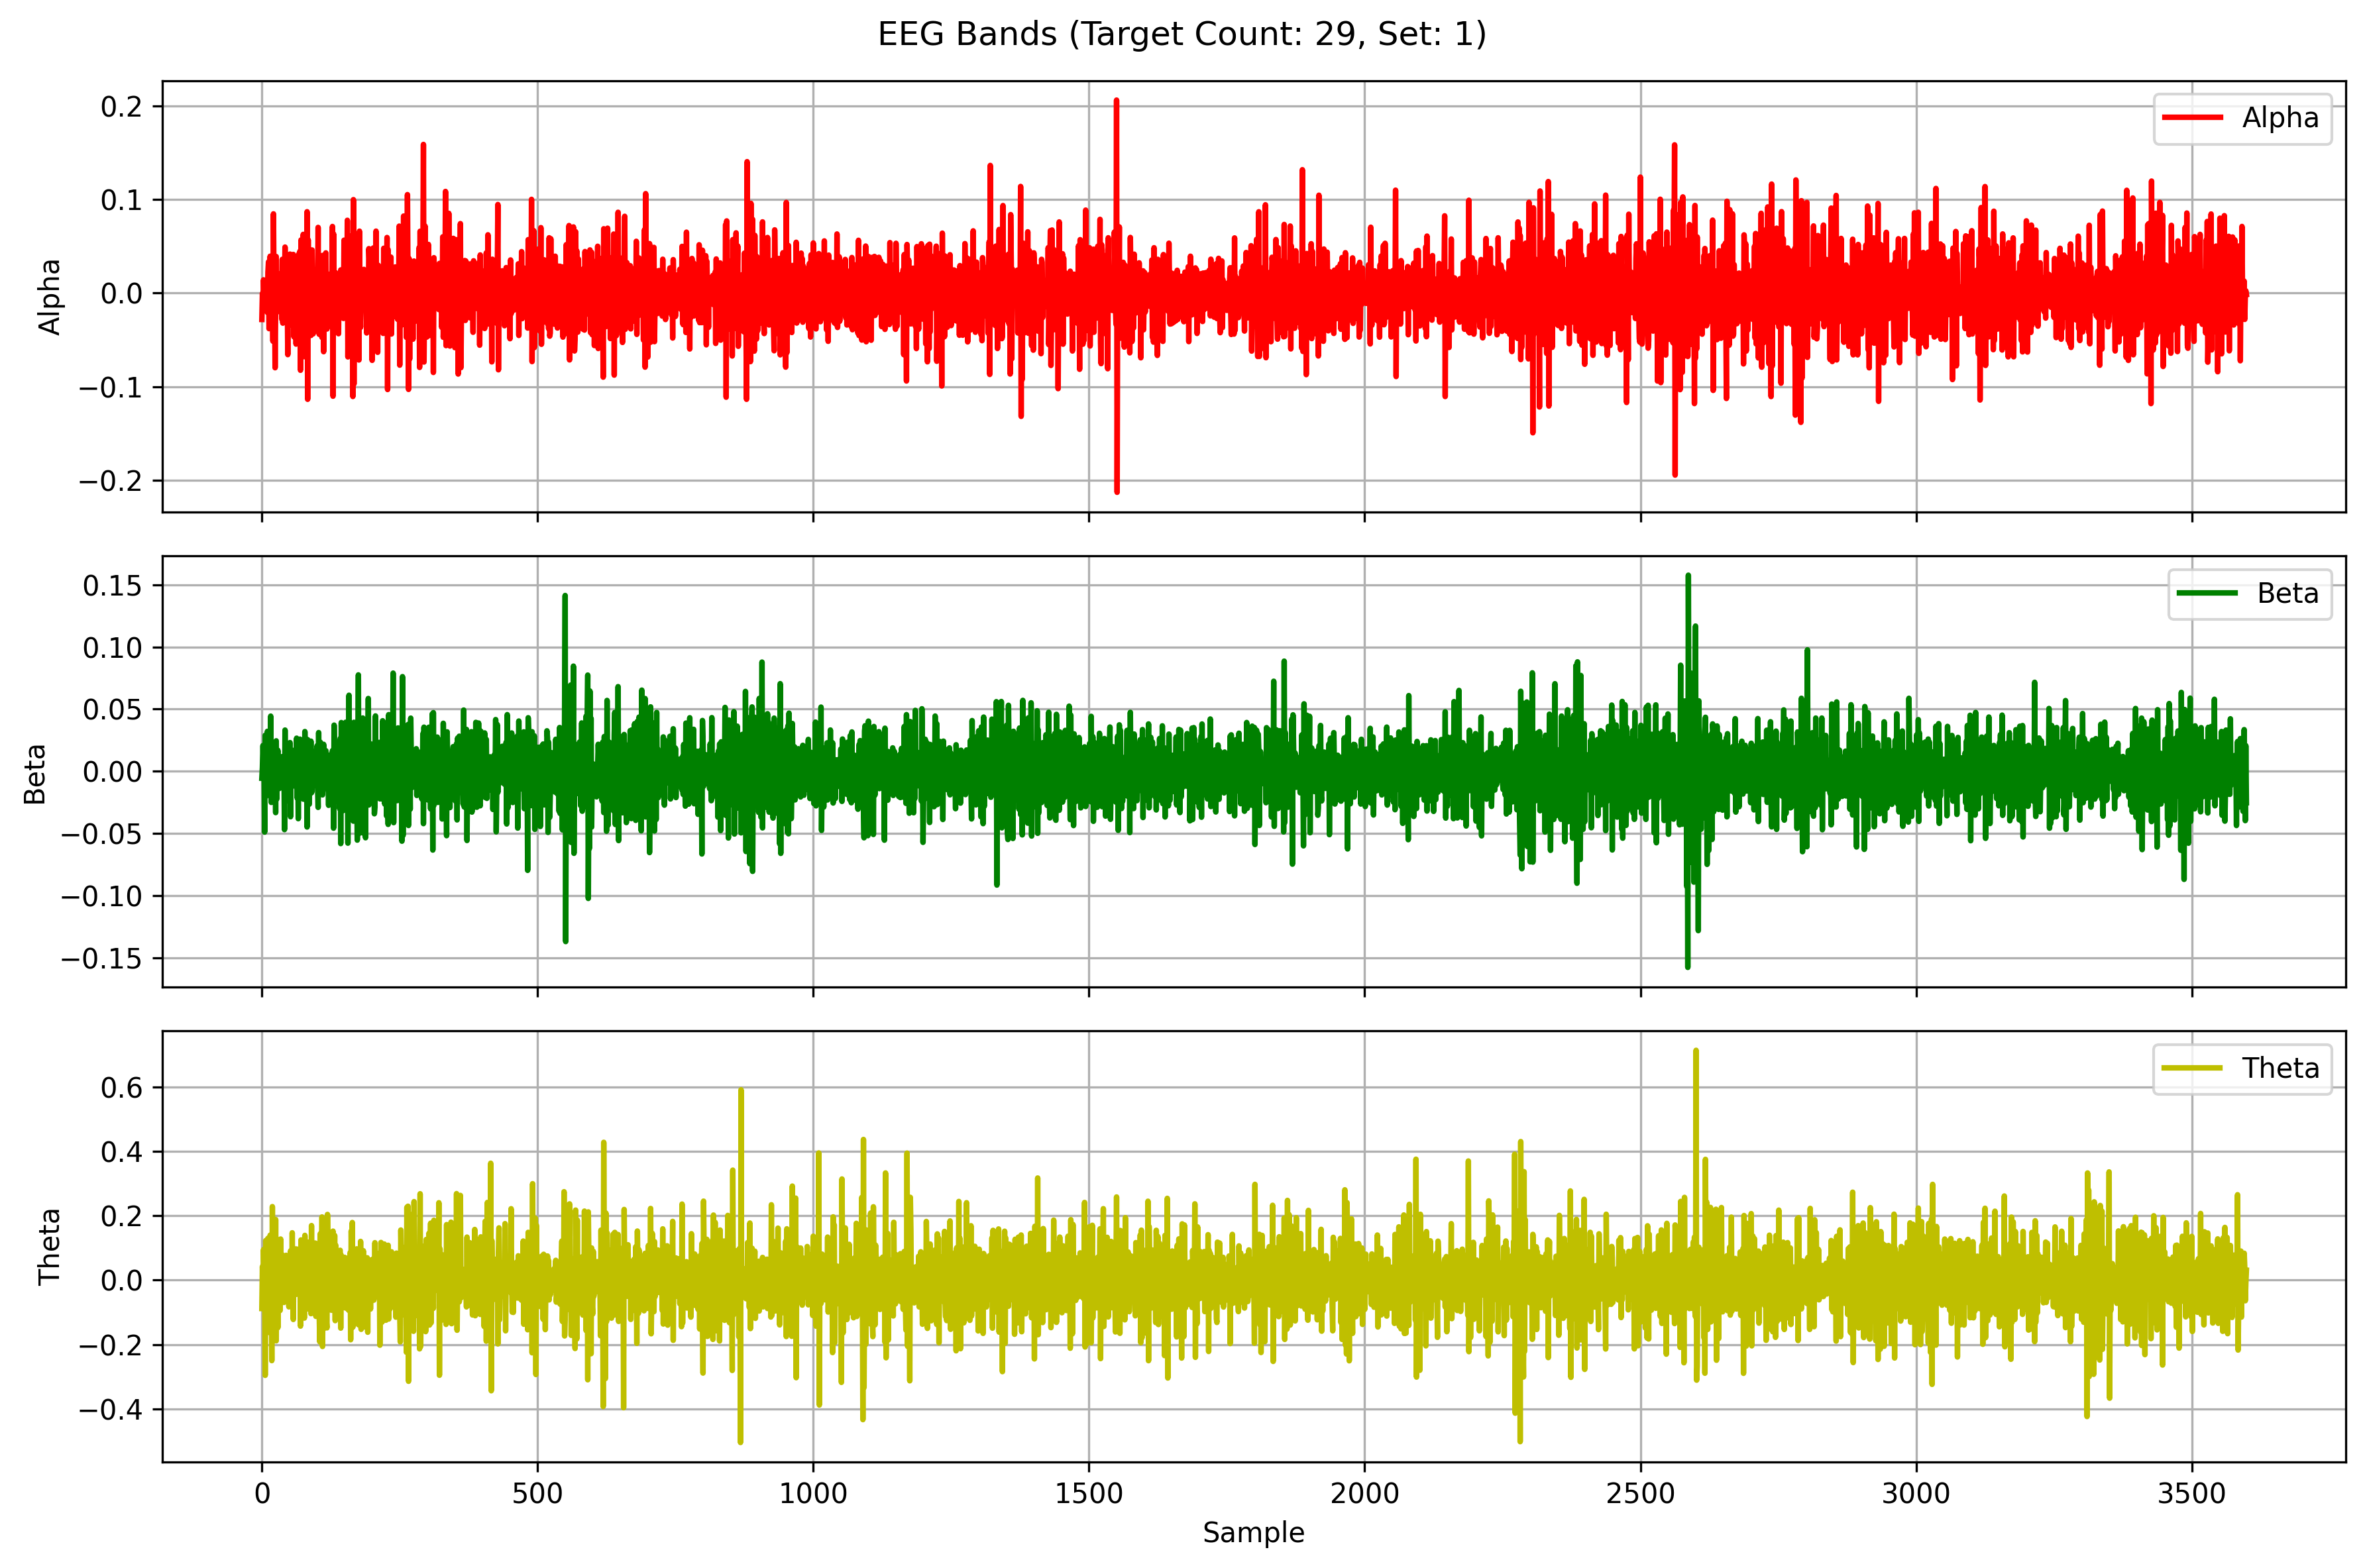 EEG Bands (Target Count: 29, Set: 1)
0.2
0.1
0.0
−0.1
−0.2
Alpha
Alpha
0.15
0.10
0.05
0.00
−0.05
−0.10
−0.15
Beta
Beta
0.6
0.4
0.2
0.0
−0.2
−0.4
Theta
Theta
0 500 1000 1500 2000 2500 3000 3500
Sample